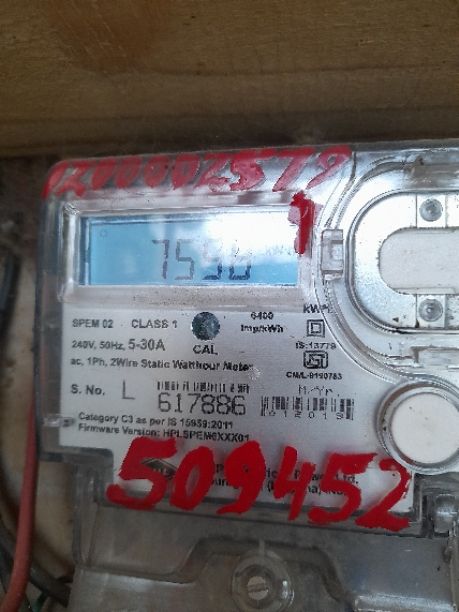 7596
kWh
SPEM 02 CLASS 1
6400
imp/kWh
240V, 50Hz, 5-30A
CAL
IS:13779
ac, 1Ph, 2Wire Static Watthour Meter
CM/L-9190783
S. No. L 617886
M/Yr.
Category C3 as per IS 15959:2011
Firmware Version: HPLSPEM6XXX01
509452